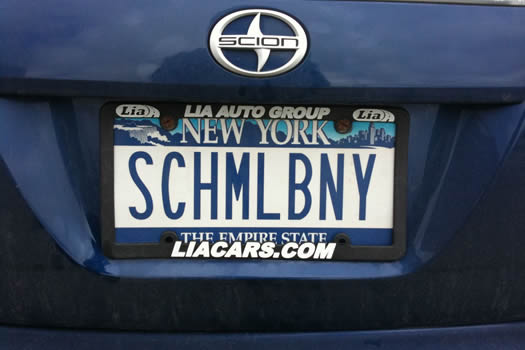 SCION
Lia LIA AUTO GROUP Lia
NEW YORK
SCHMLBNY
THE EMPIRE STATE
LIACARS.COM